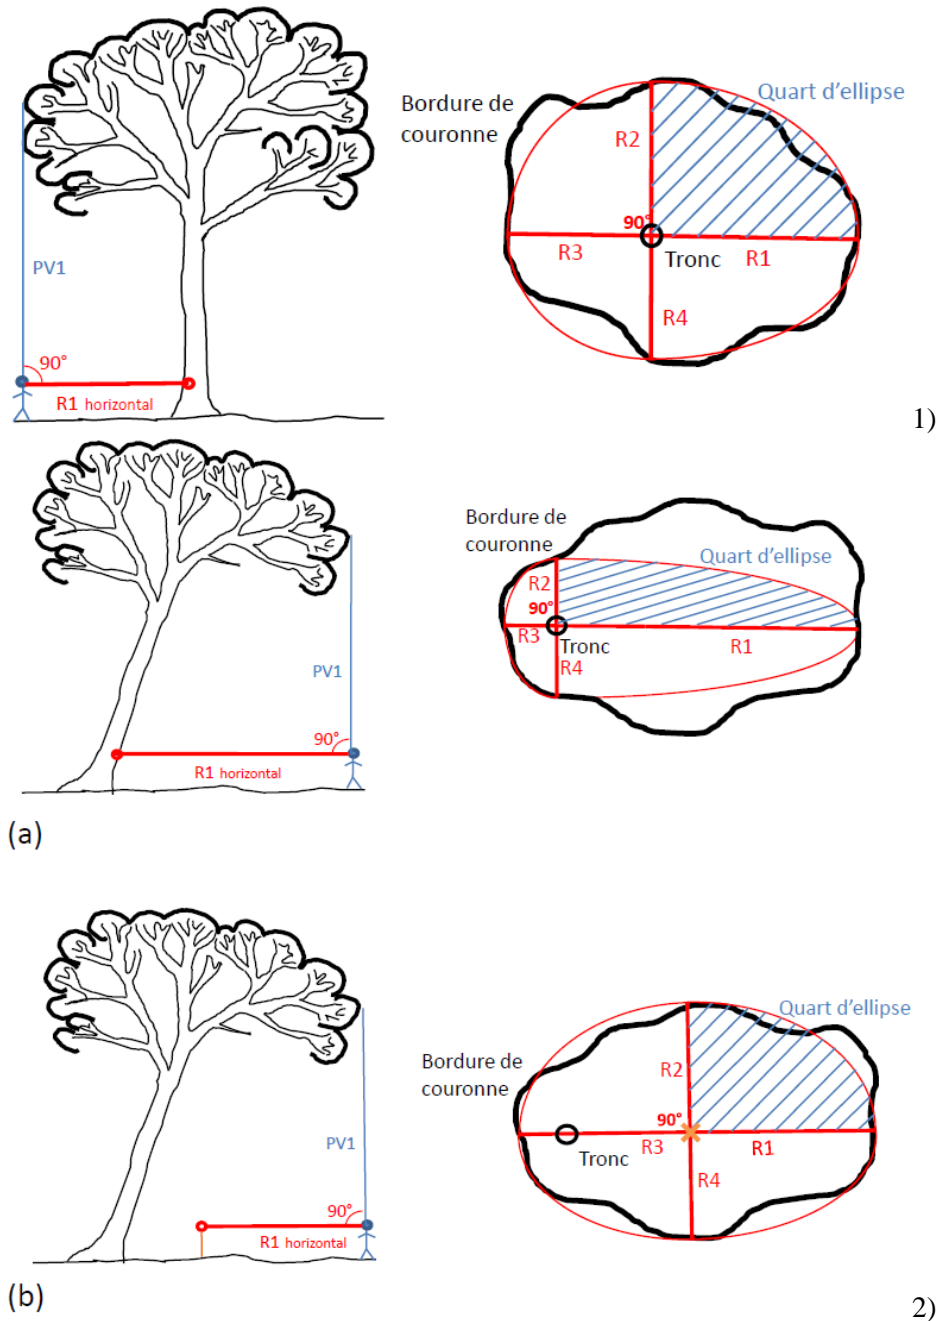 Bordure de
couronne
Quart d'ellipse
R2
90°
R3
Tronc
R1
R4
PV1
90°
R1 horizontal
1)
Bordure de
couronne
Quart d'ellipse
R2
90°
R3
Tronc
R1
R4
PV1
90°
R1 horizontal
(a)
Quart d'ellipse
Bordure de
couronne
R2
90°
R3
R1
Tronc
R4
PV1
90°
R1 horizontal
(b)
2)